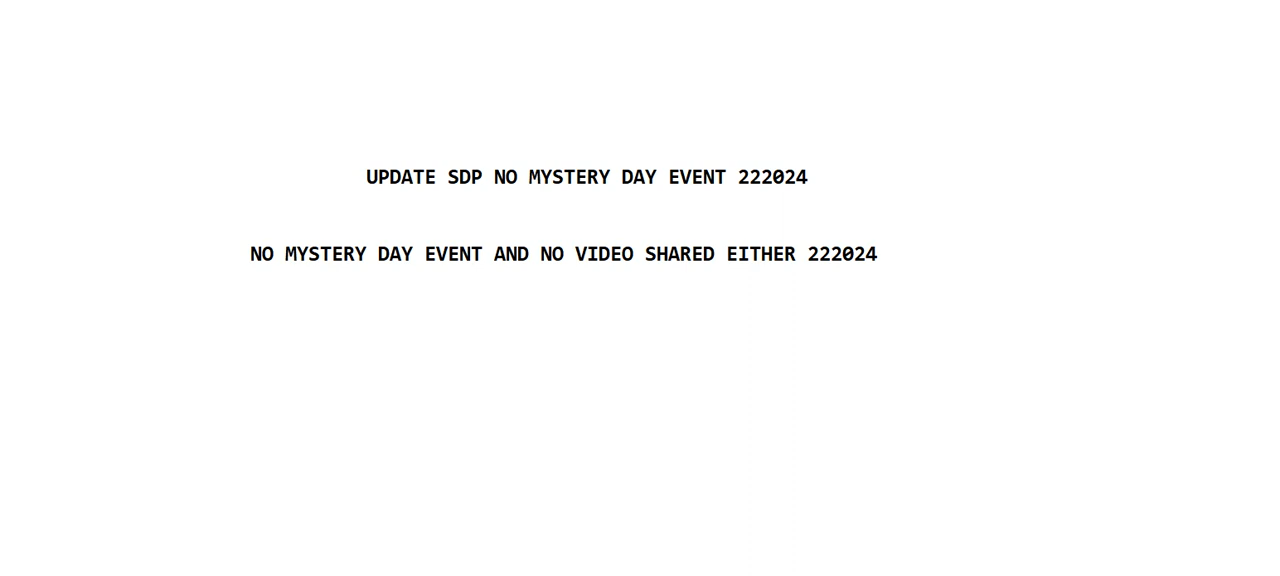 UPDATE SDP NO MYSTERY DAY EVENT 222024
NO MYSTERY DAY EVENT AND NO VIDEO SHARED EITHER 222024